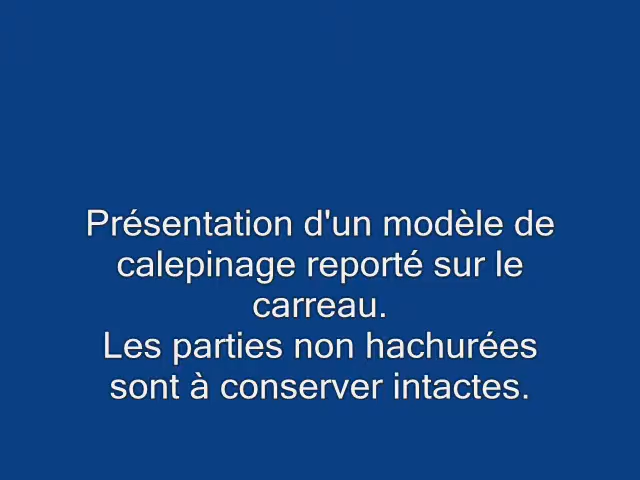 Présentation d'un modèle de
calepinage reporté sur le
carreau.
Les parties non hachurées
sont à conserver intactes.